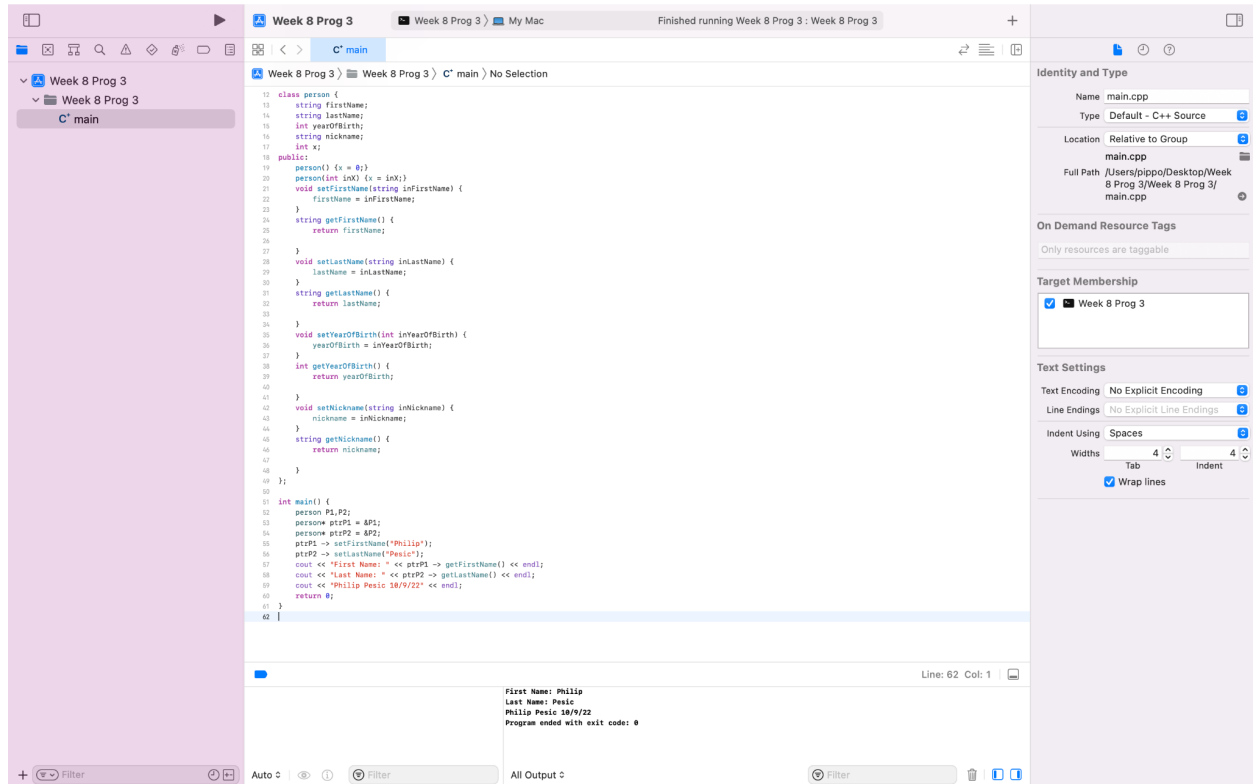 Week 8 Prog 3
Week 8 Prog 3 〉 My Mac
Finished running Week 8 Prog 3 : Week 8 Prog 3
Week 8 Prog 3
Week 8 Prog 3
C⁺ main
C⁺ main
Week 8 Prog 3 〉 Week 8 Prog 3 〉 C⁺ main 〉 No Selection
12 class person {
13     string firstName;
14     string lastName;
15     int yearOfBirth;
16     string nickname;
17     int x;
18 public:
19     person() {x = 0;}
20     person(int inX) {x = inX;}
21     void setFirstName(string inFirstName) {
22         firstName = inFirstName;
23     }
24     string getFirstName() {
25         return firstName;
26
27     }
28     void setLastName(string inLastName) {
29         lastName = inLastName;
30     }
31     string getLastName() {
32         return lastName;
33
34     }
35     void setYearOfBirth(int inYearOfBirth) {
36         yearOfBirth = inYearOfBirth;
37     }
38     int getYearOfBirth() {
39         return yearOfBirth;
40
41     }
42     void setNickname(string inNickname) {
43         nickname = inNickname;
44     }
45     string getNickname() {
46         return nickname;
47
48     }
49 };
50
51 int main() {
52     person P1,P2;
53     person* ptrP1 = &P1;
54     person* ptrP2 = &P2;
55     ptrP1 -> setFirstName("Philip");
56     ptrP2 -> setLastName("Pesic");
57     cout << "First Name: " << ptrP1 -> getFirstName() << endl;
58     cout << "Last Name: " << ptrP2 -> getLastName() << endl;
59     cout << "Philip Pesic 10/9/22" << endl;
60     return 0;
61 }
62
Line: 62 Col: 1
First Name: Philip
Last Name: Pesic
Philip Pesic 10/9/22
Program ended with exit code: 0
Filter
Auto
Filter
All Output
Filter
Identity and Type
Name main.cpp
Type Default - C++ Source
Location Relative to Group
main.cpp
Full Path /Users/pippo/Desktop/Week
8 Prog 3/Week 8 Prog 3/
main.cpp
On Demand Resource Tags
Only resources are taggable
Target Membership
Week 8 Prog 3
Text Settings
Text Encoding No Explicit Encoding
Line Endings No Explicit Line Endings
Indent Using Spaces
Widths 4 4
Tab Indent
Wrap lines